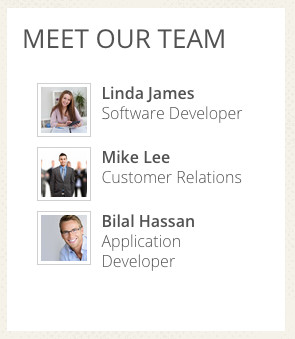 MEET OUR TEAM
Linda James
Software Developer
Mike Lee
Customer Relations
Bilal Hassan
Application
Developer